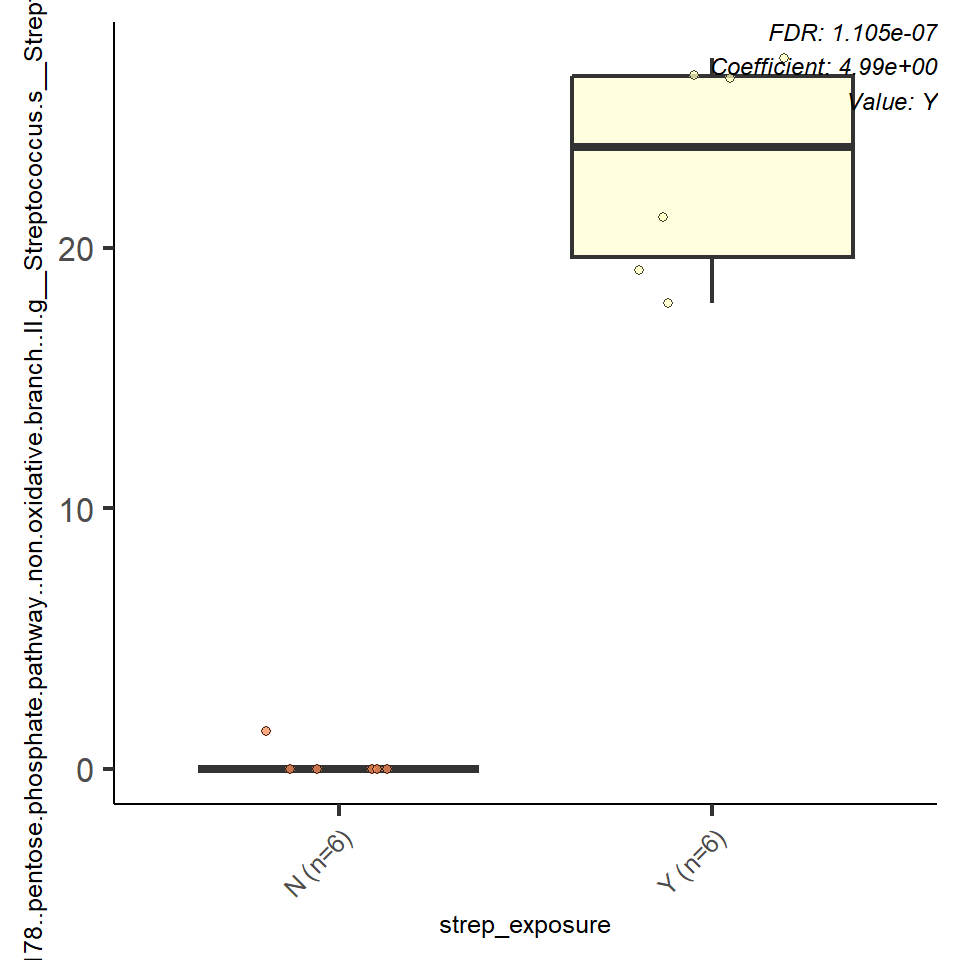 FDR: 1.105e-07
Coefficient: 4.99e+00
Value: Y
178..pentose.phosphate.pathway..non.oxidative.branch..II.g__Streptococcus.s__Strept
20
10
0
N (n=6)
Y (n=6)
strep_exposure